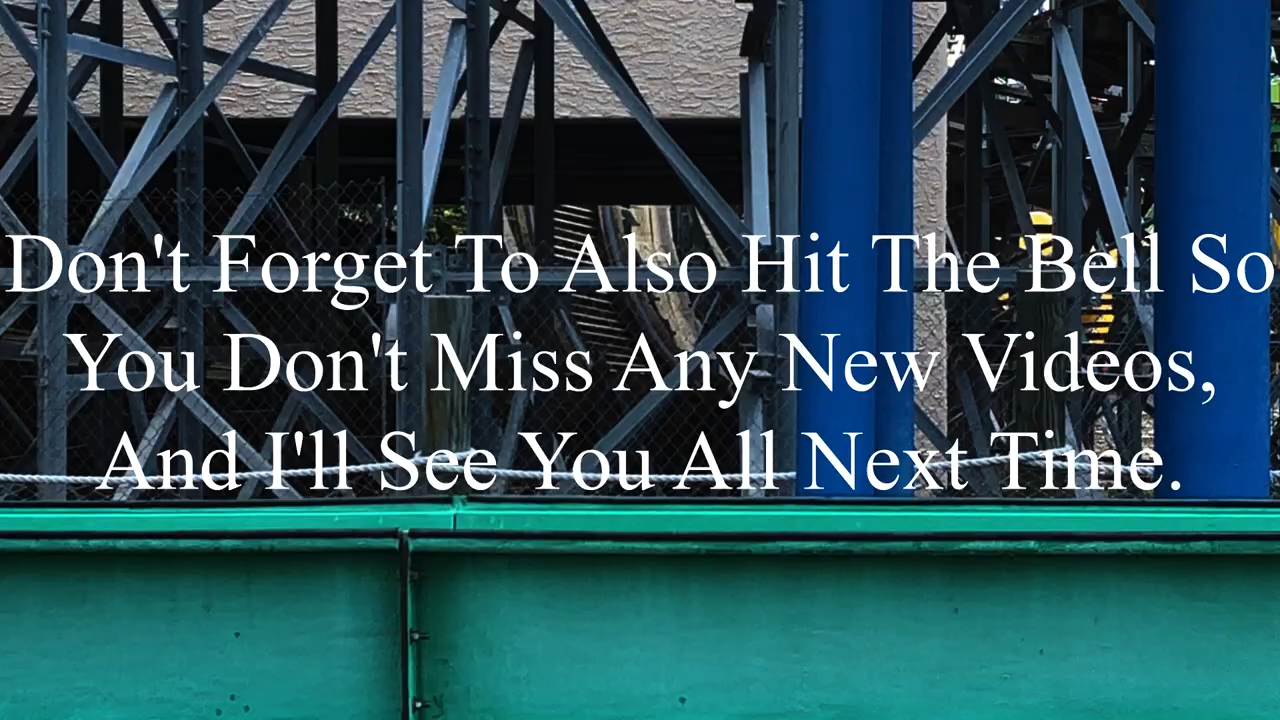 Don't Forget To Also Hit The Bell So
You Don't Miss Any New Videos,
And I'll See You All Next Time.